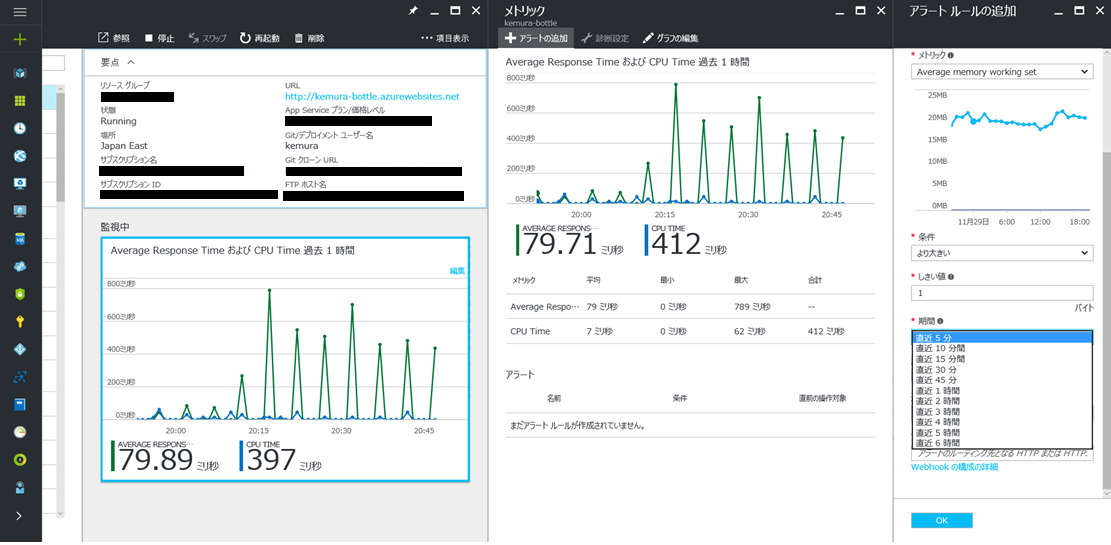 参照 停止 スワップ 再起動 削除 ··· 項目表示
要点
リソース グループ
状態
Running
場所
Japan East
サブスクリプション名
サブスクリプション ID
URL
http://kemura-bottle.azurewebsites.net
App Service プラン/価格レベル
Git/デプロイメント ユーザー名
kemura
Git クローン URL
FTP ホスト名
監視中
Average Response Time および CPU Time 過去 1 時間
編集
800ミリ秒
600ミリ秒
400ミリ秒
200ミリ秒
0ミリ秒
20:00 20:15 20:30 20:45
AVERAGE RESPONS···
79.89 ミリ秒
CPU TIME
397 ミリ秒
メトリック
kemura-bottle
アラートの追加 診断設定 グラフの編集
Average Response Time および CPU Time 過去 1 時間
800ミリ秒
600ミリ秒
400ミリ秒
200ミリ秒
0ミリ秒
20:00 20:15 20:30 20:45
AVERAGE RESPONS···
79.71 ミリ秒
CPU TIME
412 ミリ秒
メトリック 平均 最小 最大 合計
Average Respo··· 79 ミリ秒 0 ミリ秒 789 ミリ秒 --
CPU Time 7 ミリ秒 0 ミリ秒 62 ミリ秒 412 ミリ秒
アラート
名前 条件 直前の操作対象
まだアラート ルールが作成されていません。
アラート ルールの追加
* メトリック
Average memory working set
25MB
20MB
15MB
10MB
5MB
0MB
11月29日 6:00 12:00 18:00
* 条件
より大きい
* しきい値
1
バイト
* 期間
直近 5 分
直近 10 分間
直近 15 分間
直近 30 分
直近 45 分
直近 1 時間
直近 2 時間
直近 3 時間
直近 4 時間
直近 5 時間
直近 6 時間
アラートのルーティング先となる HTTP または HTTP.
Webhook の構成の詳細
OK